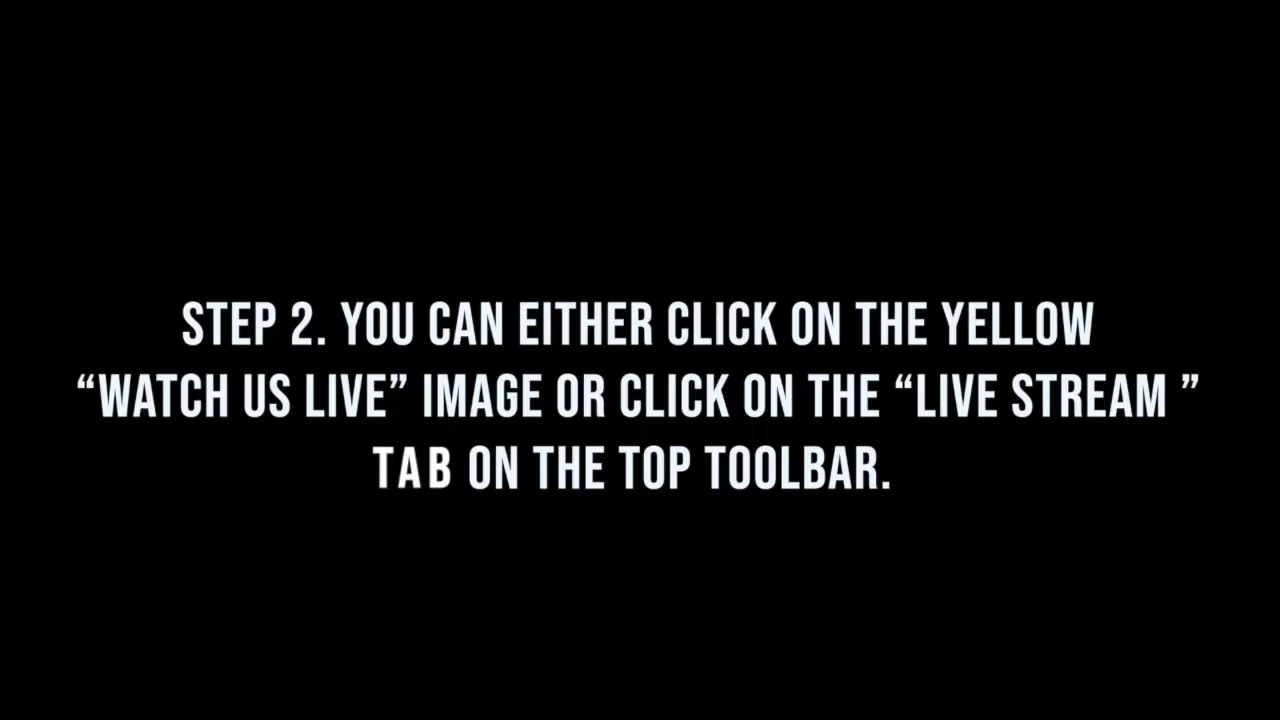 STEP 2. YOU CAN EITHER CLICK ON THE YELLOW
“WATCH US LIVE” IMAGE OR CLICK ON THE “LIVE STREAM ”
TAB ON THE TOP TOOLBAR.